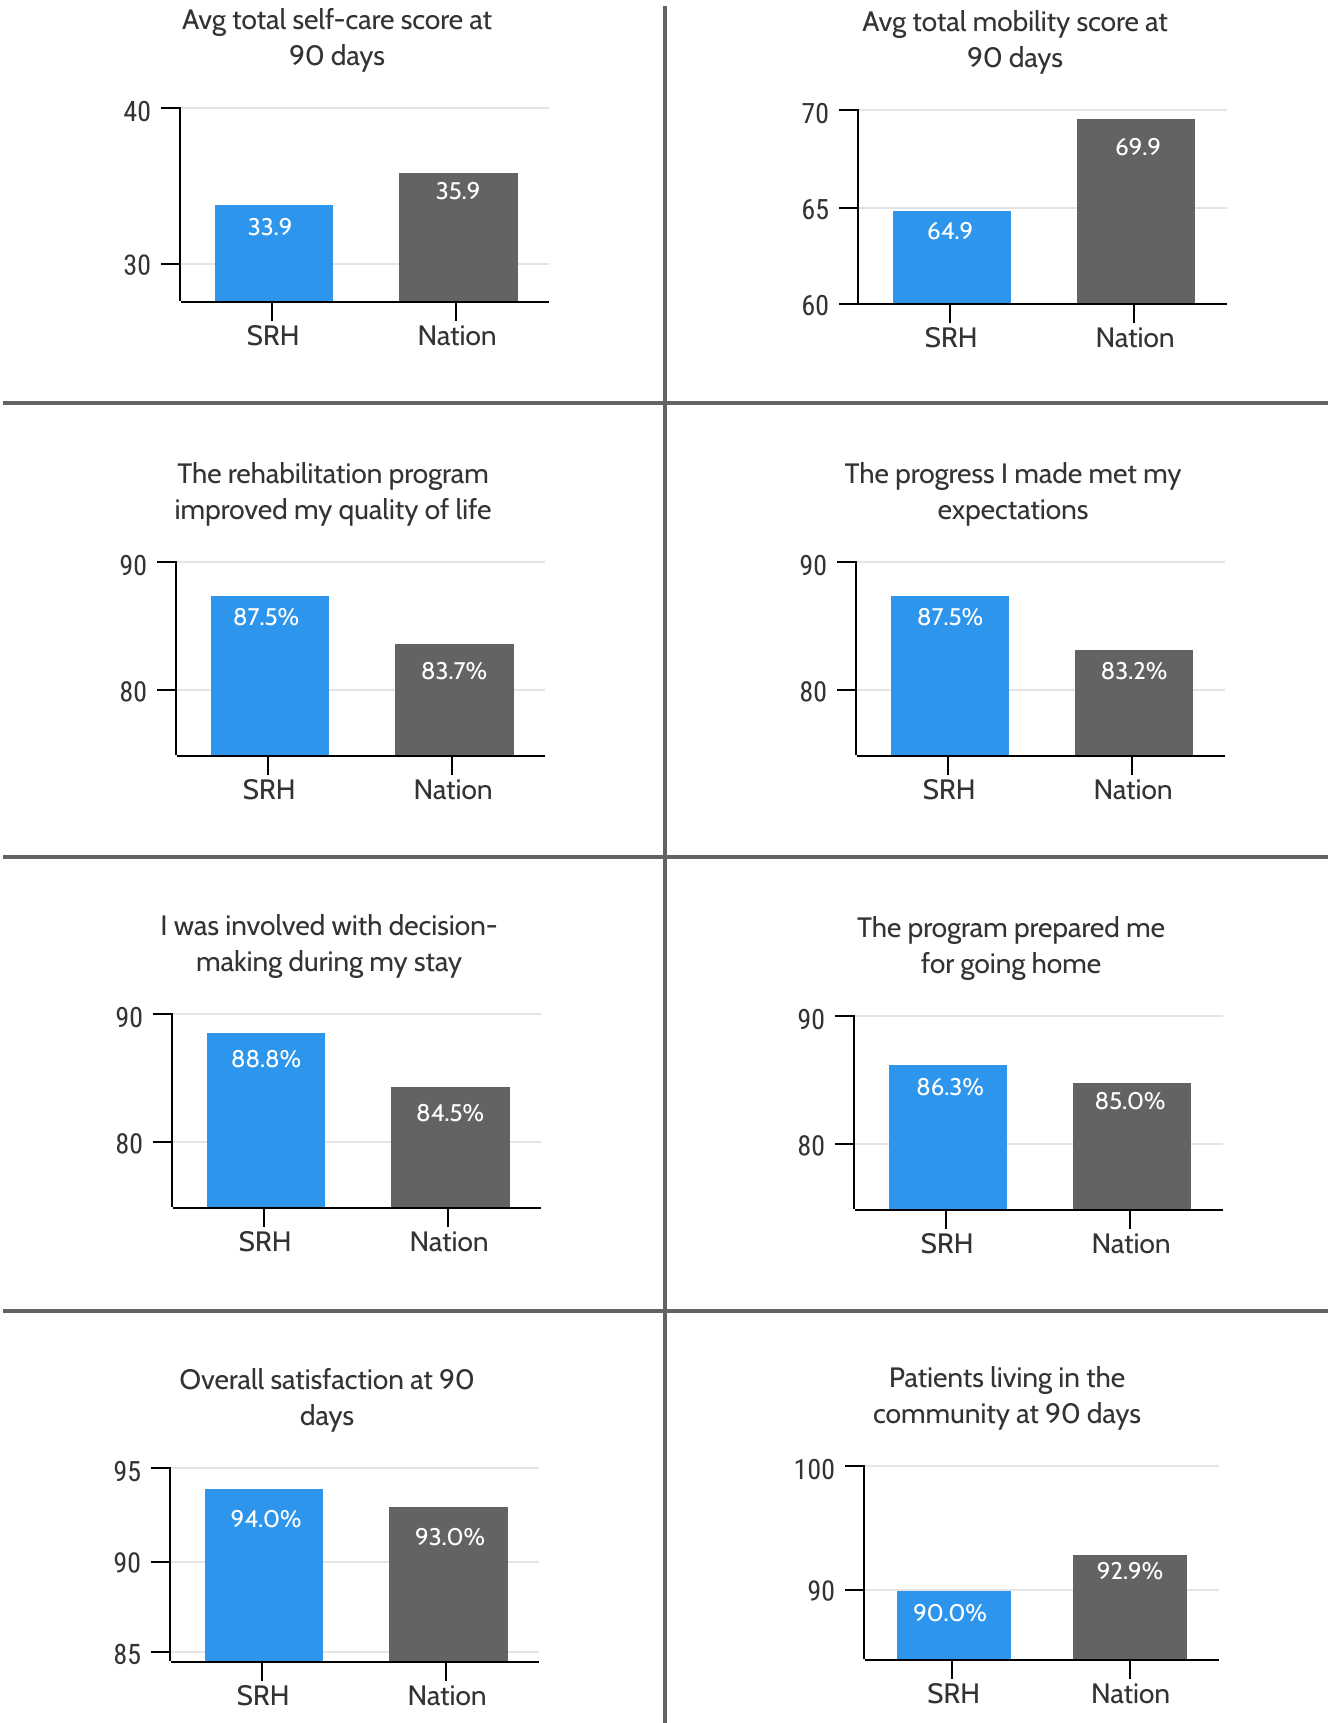 Avg total self-care score at
90 days
40
30
33.9
35.9
SRH
Nation
Avg total mobility score at
90 days
70
65
60
64.9
69.9
SRH
Nation
The rehabilitation program
improved my quality of life
90
80
87.5%
83.7%
SRH
Nation
The progress I made met my
expectations
90
80
87.5%
83.2%
SRH
Nation
I was involved with decision-
making during my stay
90
80
88.8%
84.5%
SRH
Nation
The program prepared me
for going home
90
80
86.3%
85.0%
SRH
Nation
Overall satisfaction at 90
days
95
90
85
94.0%
93.0%
SRH
Nation
Patients living in the
community at 90 days
100
90
90.0%
92.9%
SRH
Nation